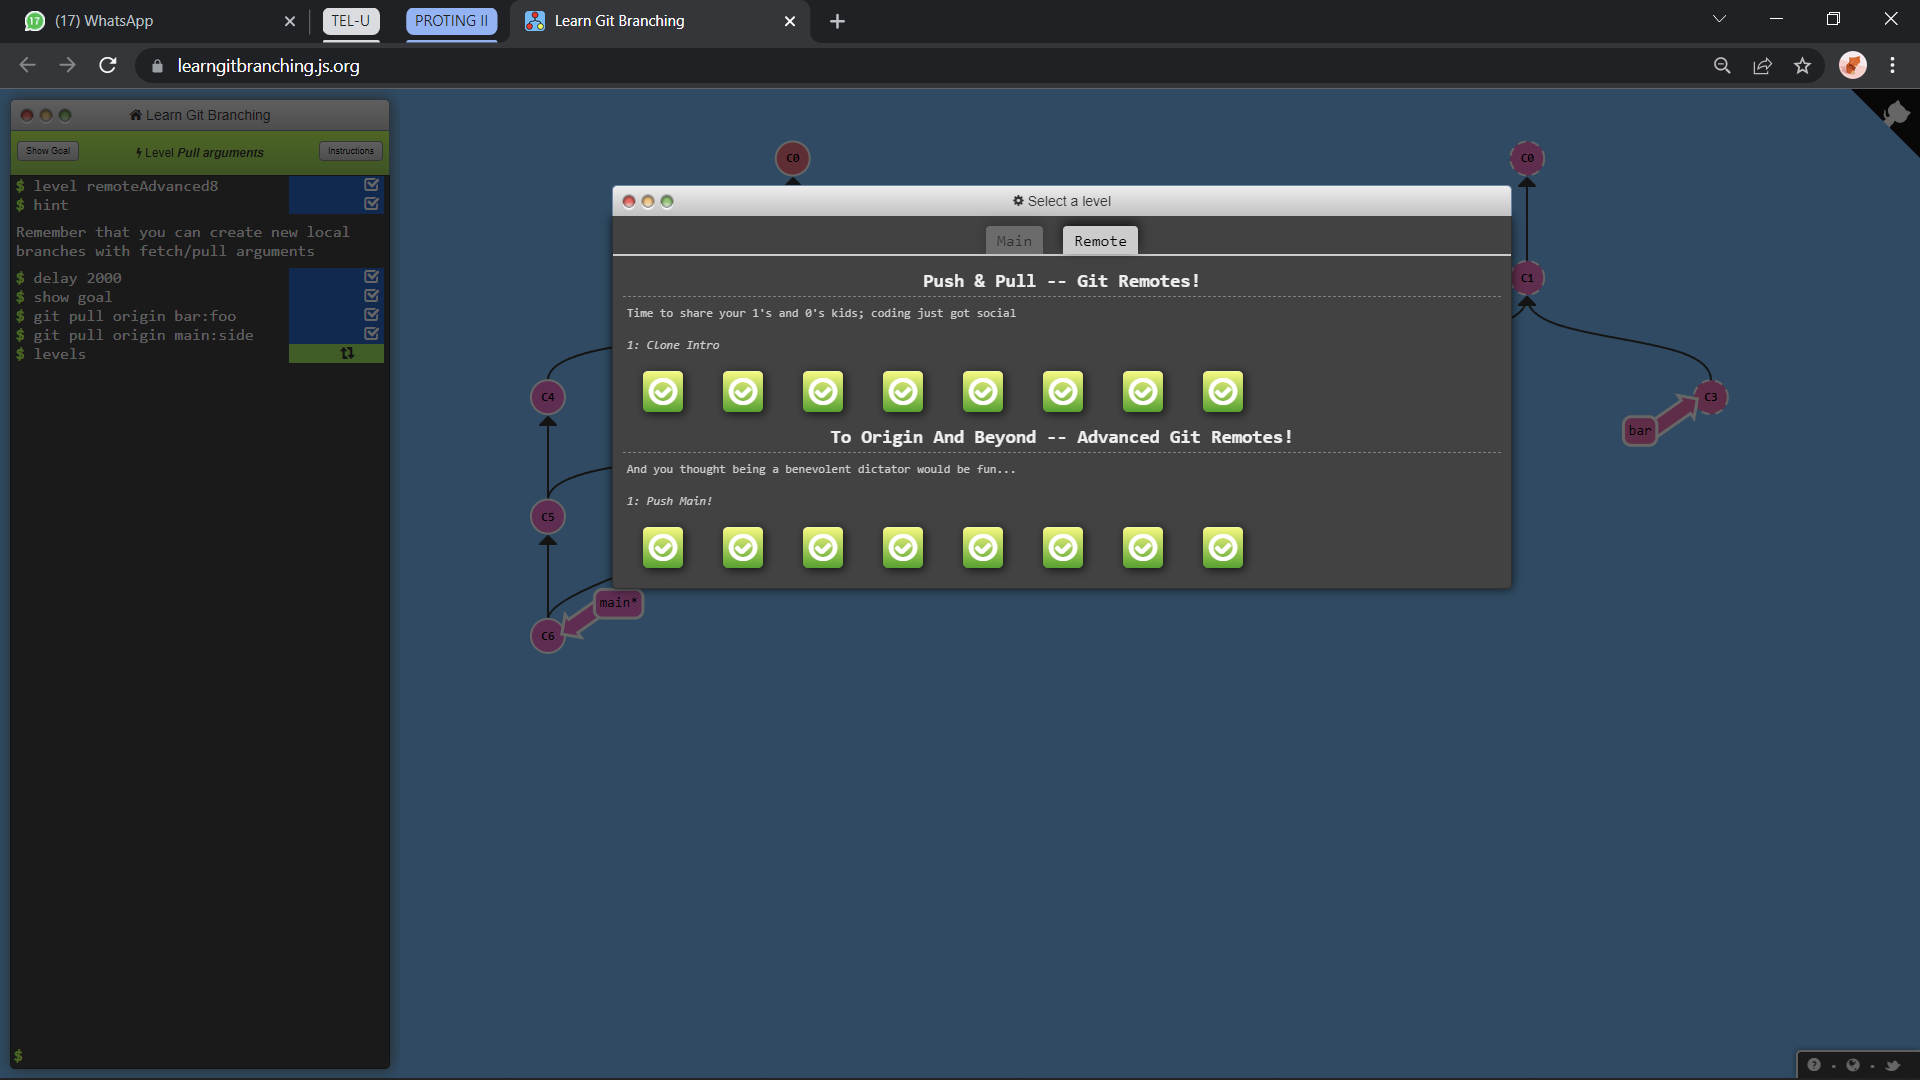 17
(17) WhatsApp
TEL-U
PROTING II
Learn Git Branching
learngitbranching.js.org
Learn Git Branching
Show Goal
Level Pull arguments
Instructions
$ level remoteAdvanced8
$ hint
Remember that you can create new local
branches with fetch/pull arguments
$ delay 2000
$ show goal
$ git pull origin bar:foo
$ git pull origin main:side
$ levels
$
C0
C4
C5
C6
main*
Select a level
Main
Remote
Push & Pull -- Git Remotes!
Time to share your 1's and 0's kids; coding just got social
1: Clone Intro
To Origin And Beyond -- Advanced Git Remotes!
And you thought being a benevolent dictator would be fun...
1: Push Main!
C0
C1
C3
bar